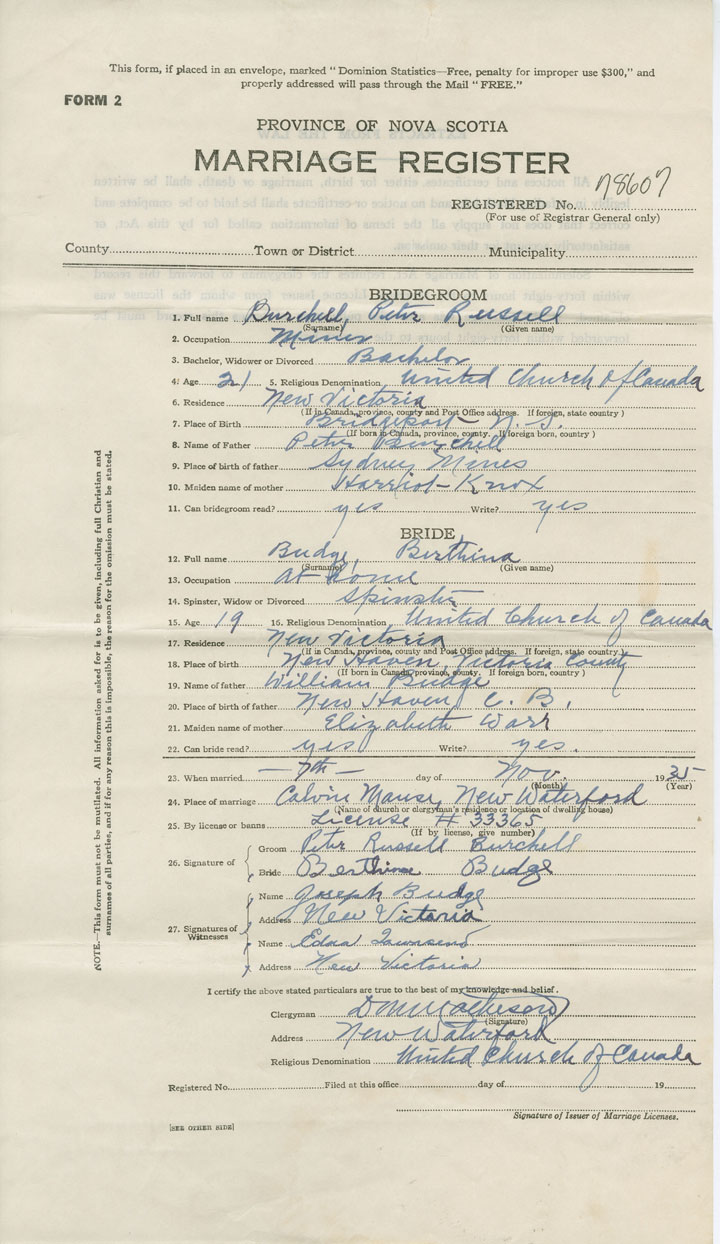 This form, if placed in an envelope, marked "Dominion Statistics—Free, penalty for improper use $300," and
properly addressed will pass through the Mail "FREE."
FORM 2
PROVINCE OF NOVA SCOTIA
MARRIAGE REGISTER
REGISTERED No. 78607
(For use of Registrar General only)
County Town or District Municipality
BRIDEGROOM
1. Full name Burchell, Peter Russell
(Surname) (Given name)
2. Occupation Miner
3. Bachelor, Widower or Divorced Bachelor
4. Age 21 5. Religious Denomination United Church of Canada
6. Residence New Victoria
(If in Canada, province, county and Post Office address. If foreign, state country)
7. Place of Birth Bridgeport N. S.
(If born in Canada, province, county. If foreign born, country)
8. Name of Father Peter Burchell
9. Place of birth of father Sydney Mines
10. Maiden name of mother Harriot Knox
11. Can bridegroom read? yes Write? yes
BRIDE
12. Full name Budge, Berthina
(Surname) (Given name)
13. Occupation At Home
14. Spinster, Widow or Divorced Spinster
15. Age 19 16. Religious Denomination United Church of Canada
17. Residence New Victoria
(If in Canada, province, county and Post Office address. If foreign, state country.)
18. Place of birth New Haven, Victoria County
(If born in Canada, province, county. If foreign born, country)
19. Name of father William Budge
20. Place of birth of father New Haven, C. B.
21. Maiden name of mother Elizabeth Warr
22. Can bride read? yes Write? yes.
23. When married 7th day of Nov. 1935
(Month) (Year)
24. Place of marriage Calvin Manse, New Waterford
(Name of church or clergyman's residence or location of dwelling house)
25. By license or banns License # 33365
(If by license, give number)
26. Signature of
Groom Peter Russell Burchell
Bride Berthina Budge
27. Signatures of
Witnesses
Name Joseph Budge
Address New Victoria
Name Edna Townsend
Address New Victoria
I certify the above stated particulars are true to the best of my knowledge and belief.
Clergyman
(Signature)
Address New Waterford
Religious Denomination United Church of Canada
Registered No. Filed at this office day of 19
Signature of Issuer of Marriage Licenses.
[SEE OTHER SIDE]
NOTE.—This form must not be mutilated. All information asked for is to be given, including full Christian and
surnames of all parties, and if for any reason this is impossible, the reason for the omission must be stated.